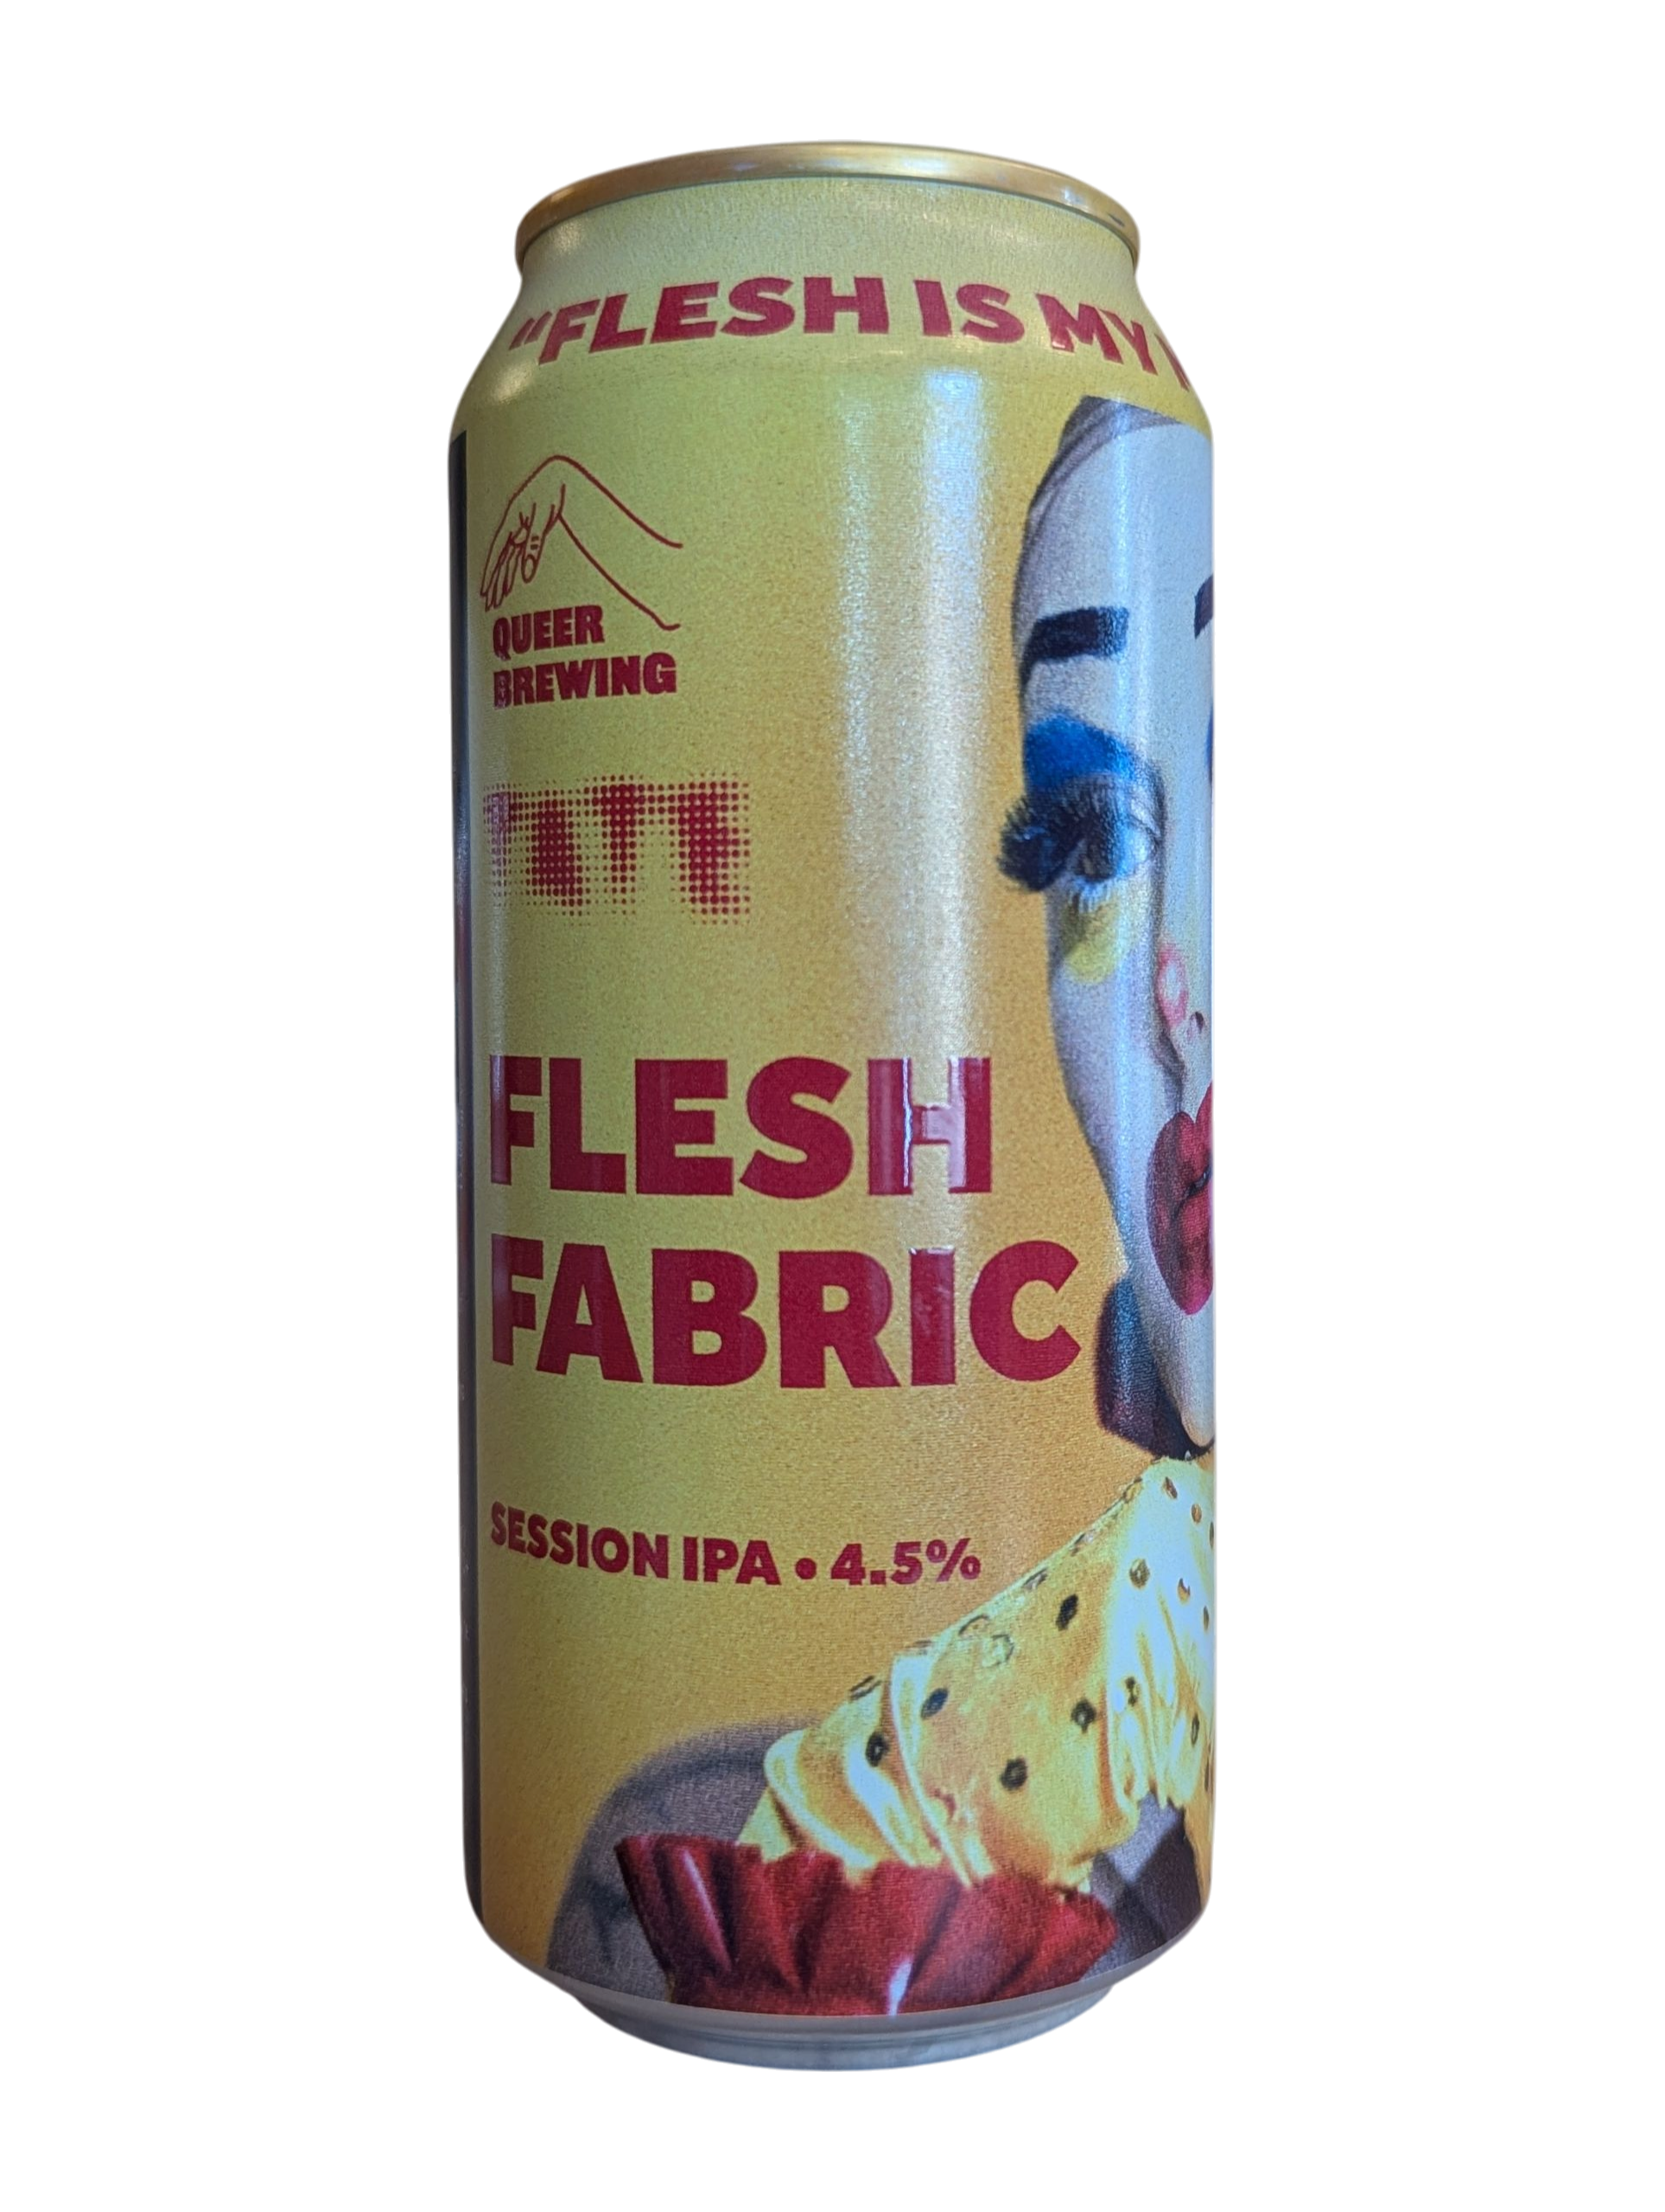 "FLESH IS MY
QUEER
BREWING
TATE
FLESH
FABRIC
SESSION IPA • 4.5%